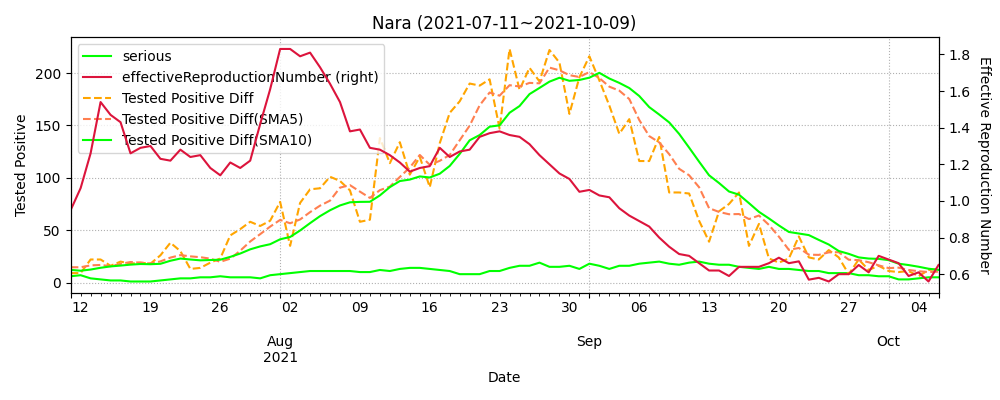 Nara (2021-07-11~2021-10-09)
serious
effectiveReproductionNumber (right)
Tested Positive Diff
Tested Positive Diff(SMA5)
Tested Positive Diff(SMA10)
Tested Positive
200
150
100
50
0
1.8
1.6
1.4
1.2
1.0
0.8
0.6
Effective Reproduction Number
12 19 26 02 09 16 23 30 06 13 20 27 04
Aug Sep Oct
2021
Date